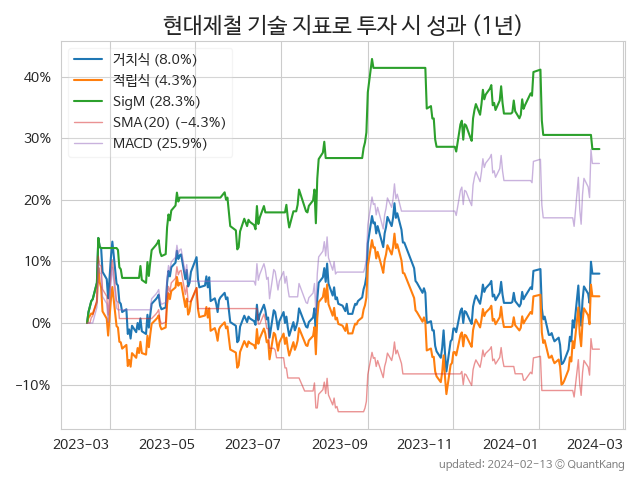 현대제철 기술 지표로 투자 시 성과 (1년)
거치식 (8.0%)
적립식 (4.3%)
SigM (28.3%)
SMA(20) (−4.3%)
MACD (25.9%)
40%
30%
20%
10%
0%
−10%
2023-03 2023-05 2023-07 2023-09 2023-11 2024-01 2024-03
updated: 2024-02-13 © QuantKang